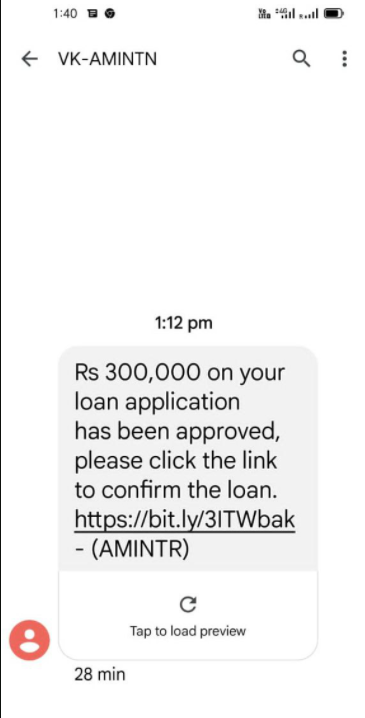 1:40
VK-AMINTN
1:12 pm
Rs 300,000 on your
loan application
has been approved,
please click the link
to confirm the loan.
https://bit.ly/3ITWbak
- (AMINTR)
Tap to load preview
28 min